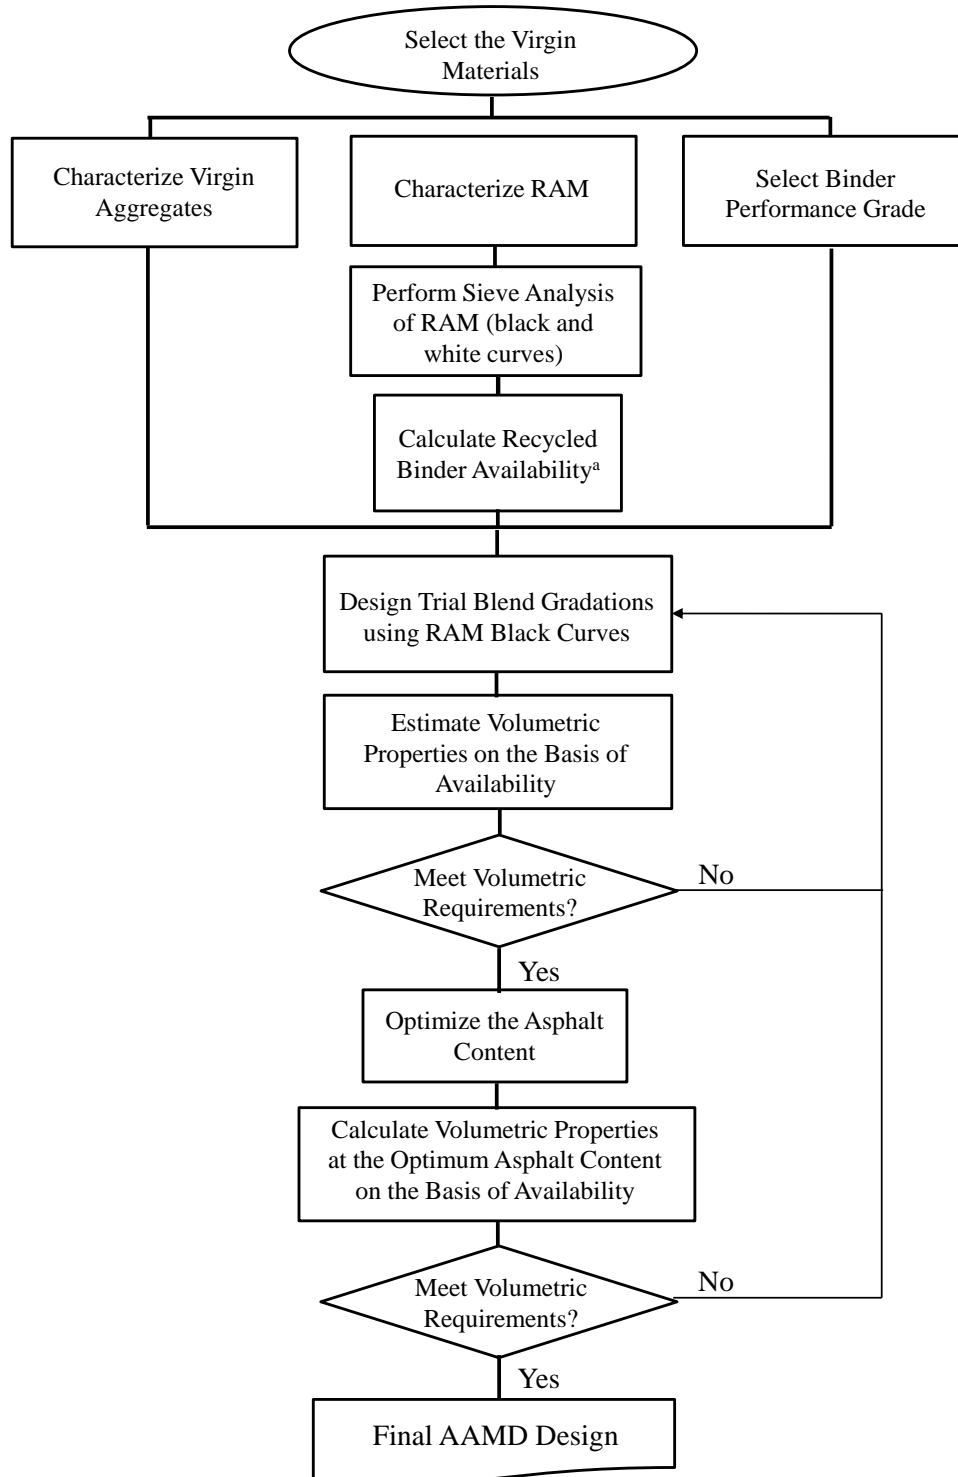 Select the Virgin
Materials
Characterize Virgin
Aggregates
Characterize RAM
Select Binder
Performance Grade
Perform Sieve Analysis
of RAM (black and
white curves)
Calculate Recycled
Binder Availabilityᵃ
Design Trial Blend Gradations
using RAM Black Curves
Estimate Volumetric
Properties on the Basis of
Availability
Meet Volumetric
Requirements?
No
Yes
Optimize the Asphalt
Content
Calculate Volumetric Properties
at the Optimum Asphalt Content
on the Basis of Availability
Meet Volumetric
Requirements?
No
Yes
Final AAMD Design